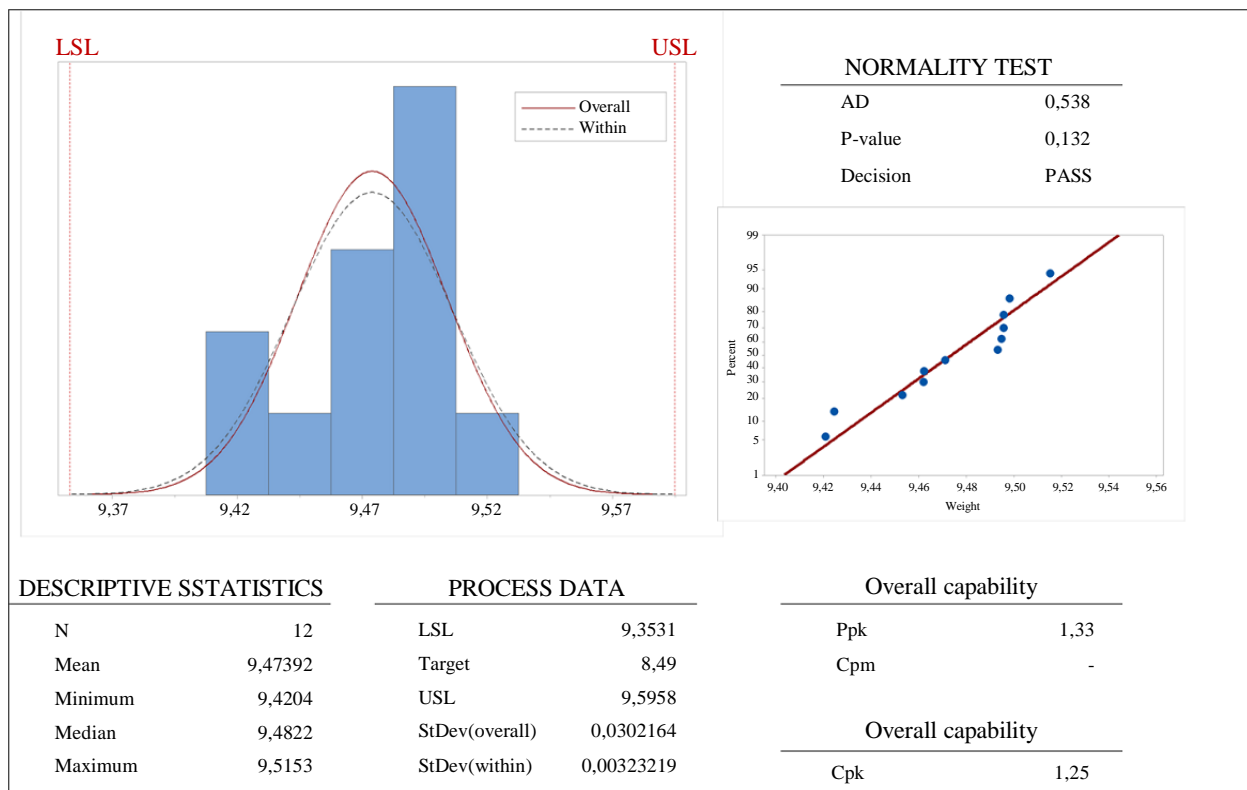 LSL USL
Overall
Within
9,37 9,42 9,47 9,52 9,57
NORMALITY TEST
AD 0,538
P-value 0,132
Decision PASS
99
95
90
80
70
60
50
40
30
20
10
5
1
Percent
9,40 9,42 9,44 9,46 9,48 9,50 9,52 9,54 9,56
Weight
DESCRIPTIVE SSTATISTICS
N 12
Mean 9,47392
Minimum 9,4204
Median 9,4822
Maximum 9,5153
PROCESS DATA
LSL 9,3531
Target 8,49
USL 9,5958
StDev(overall) 0,0302164
StDev(within) 0,00323219
Overall capability
Ppk 1,33
Cpm -
Overall capability
Cpk 1,25